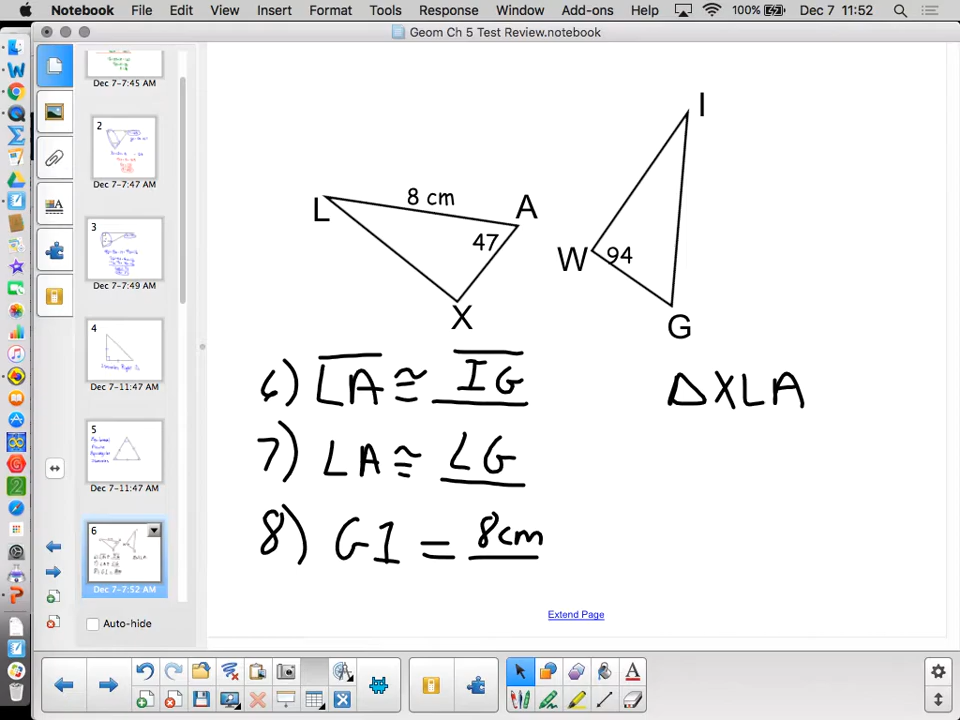 Notebook File Edit View Insert Format Tools Response Window Add-ons Help 100% Dec 7 11:52
Geom Ch 5 Test Review.notebook
Dec 7-7:45 AM
2
Dec 7-7:47 AM
3
Dec 7-7:49 AM
4
Dec 7-11:47 AM
5
Dec 7-11:47 AM
6
Dec 7-7:52 AM
Auto-hide
I
L 8 cm A
47
W 94
X
G
6) LA ≅ IG
△XLA
7) ∠A ≅ ∠G
8) GI = 8cm
Extend Page